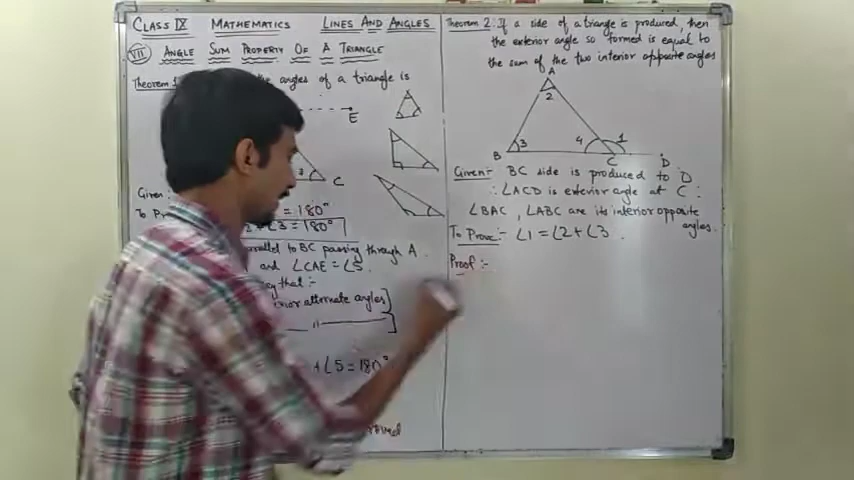 CLASS IX MATHEMATICS LINES AND ANGLES
VII ANGLE SUM PROPERTY OF A TRIANGLE
Theorem 1 the angles of a triangle is
E
C
Given:
= 180°
To Pr
2 + ∠3 = 180°
parallel to BC passing through A.
and ∠CAE = ∠5.
that :-
alternate angles
"
+ ∠5 = 180°
Theorem 2: If a side of a triangle is produced, then
the exterior angle so formed is equal to
the sum of the two interior opposite angles
A
2
3
4
1
B
C
D
Given:- BC side is produced to D
∴ ∠ACD is exterior angle at C :
∠BAC, ∠ABC are its interior opposite
angles.
To Prove:- ∠1 = ∠2 + ∠3 .
Proof :-